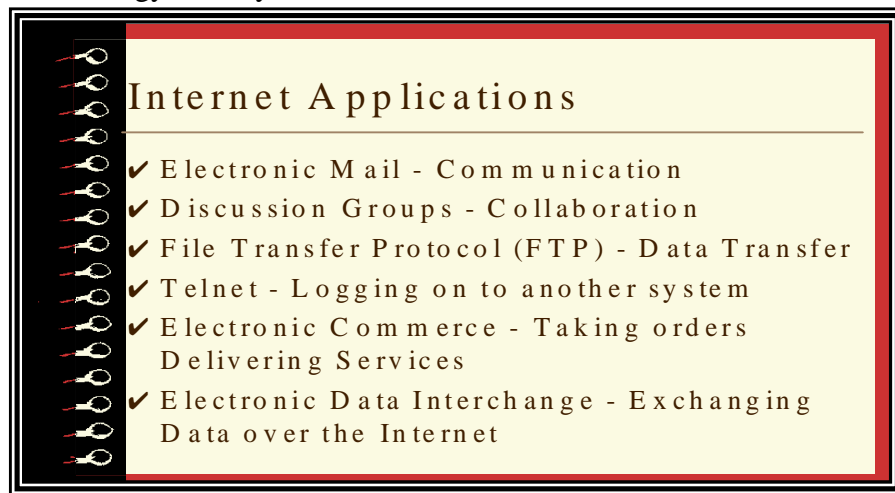 Internet Applications
✔ Electronic Mail - Communication
✔ Discussion Groups - Collaboration
✔ File Transfer Protocol (FTP) - Data Transfer
✔ Telnet - Logging on to another system
✔ Electronic Commerce - Taking orders
Delivering Services
✔ Electronic Data Interchange - Exchanging
Data over the Internet